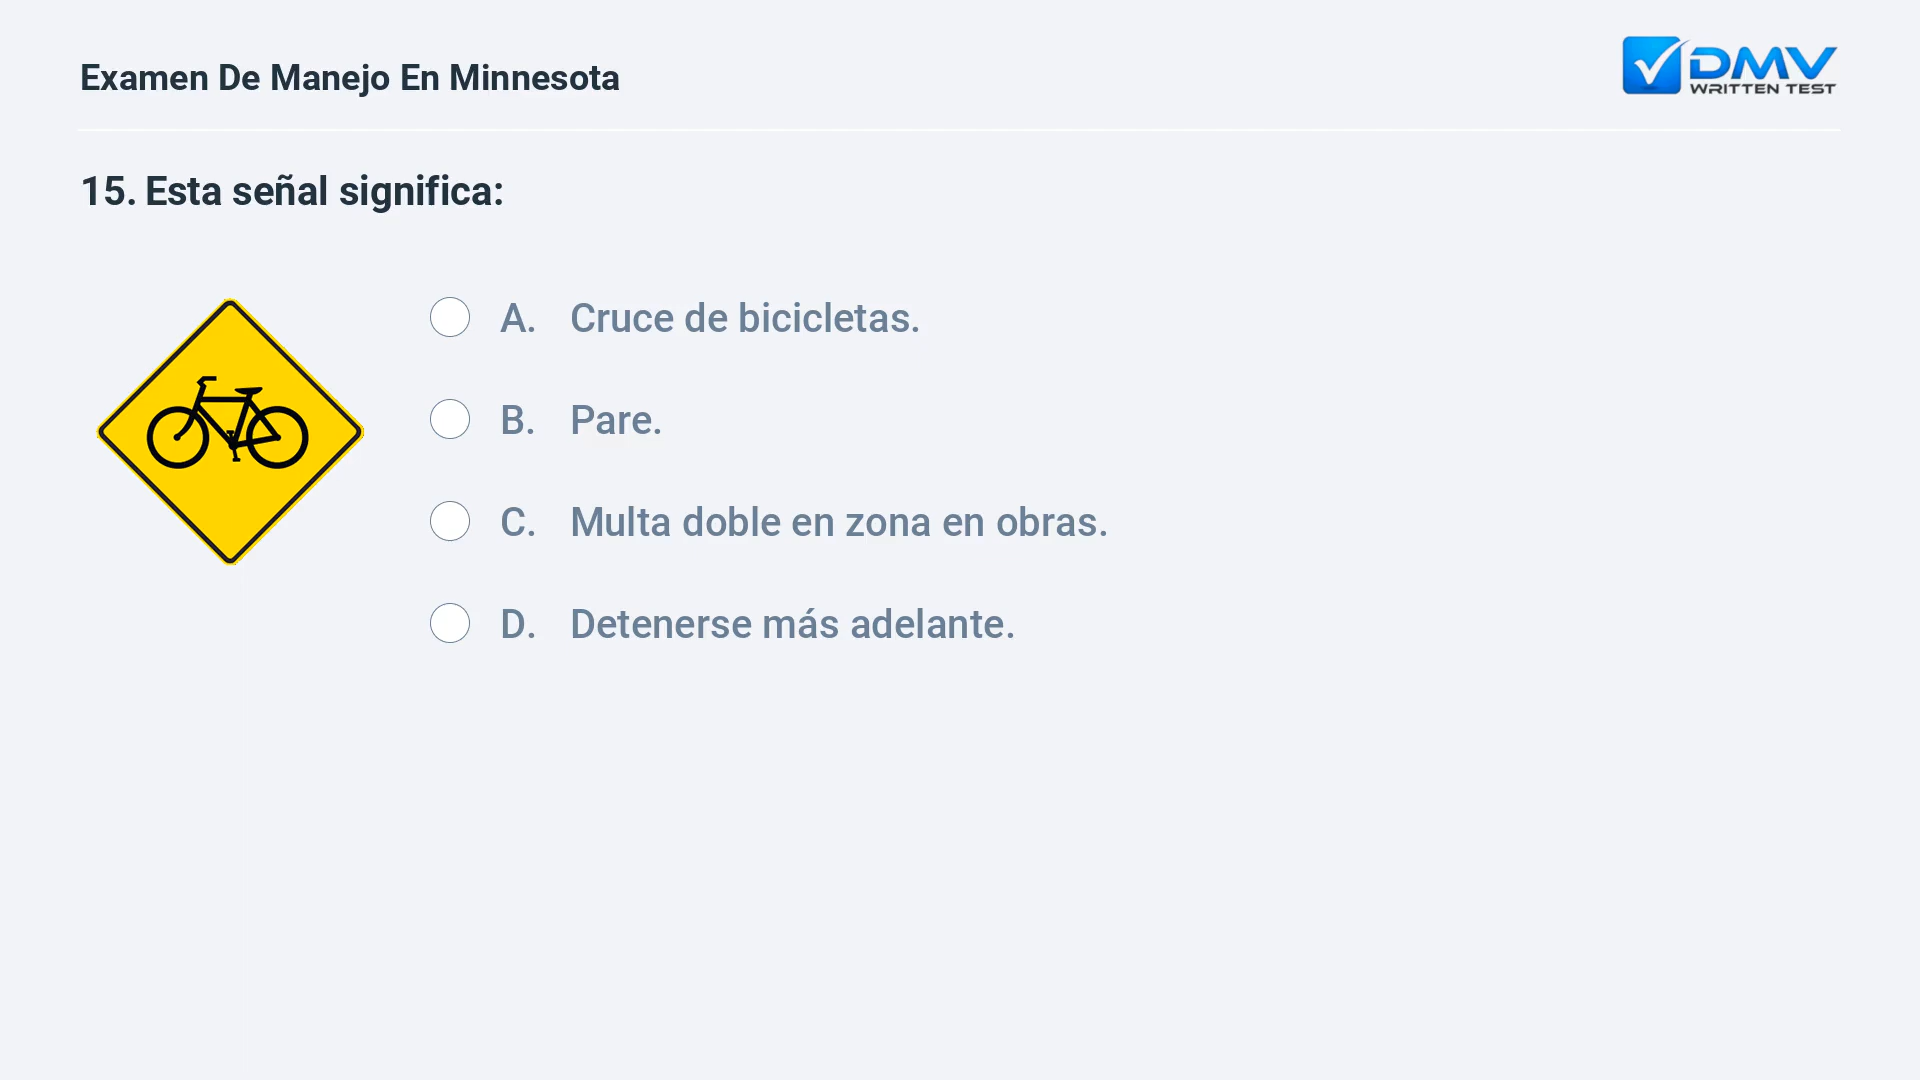 Examen De Manejo En Minnesota
DMV
WRITTEN TEST
15. Esta señal significa:
A. Cruce de bicicletas.
B. Pare.
C. Multa doble en zona en obras.
D. Detenerse más adelante.